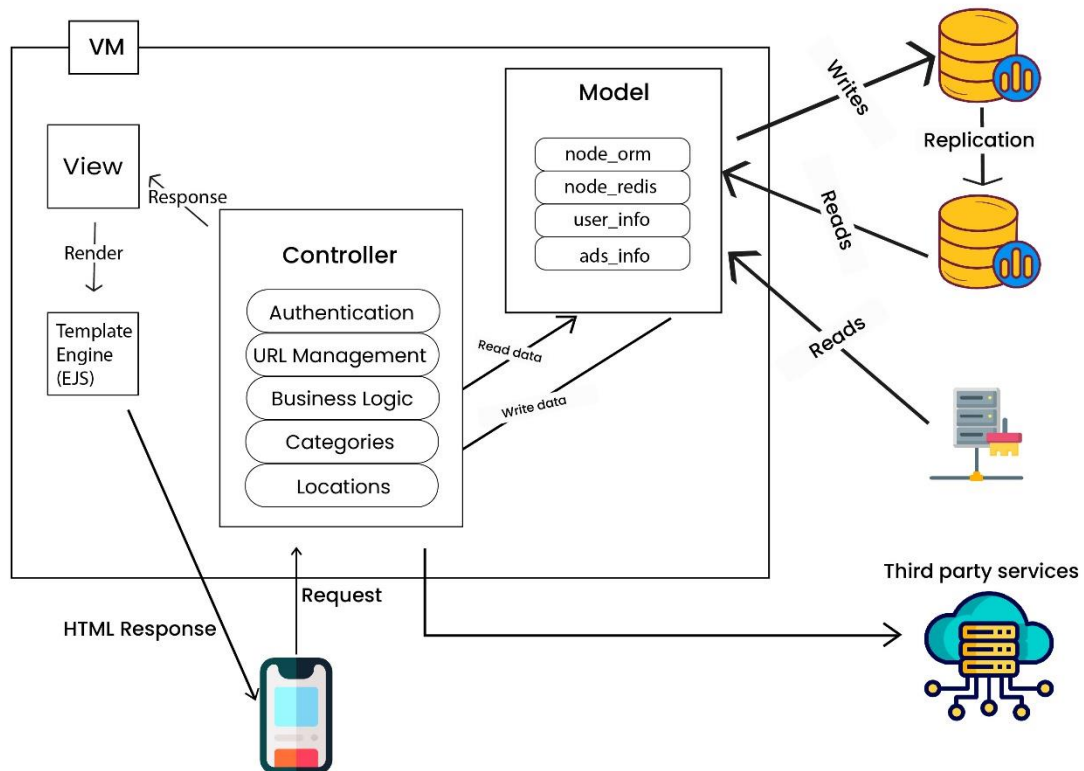 VM
Model
Writes
View
node_orm
Replication
node_redis
Response
user_info
Reads
Controller
Render
ads_info
Authentication
Template
Engine
(EJS)
URL Management
Read data
Reads
Business Logic
Write data
Categories
Locations
Third party services
Request
HTML Response